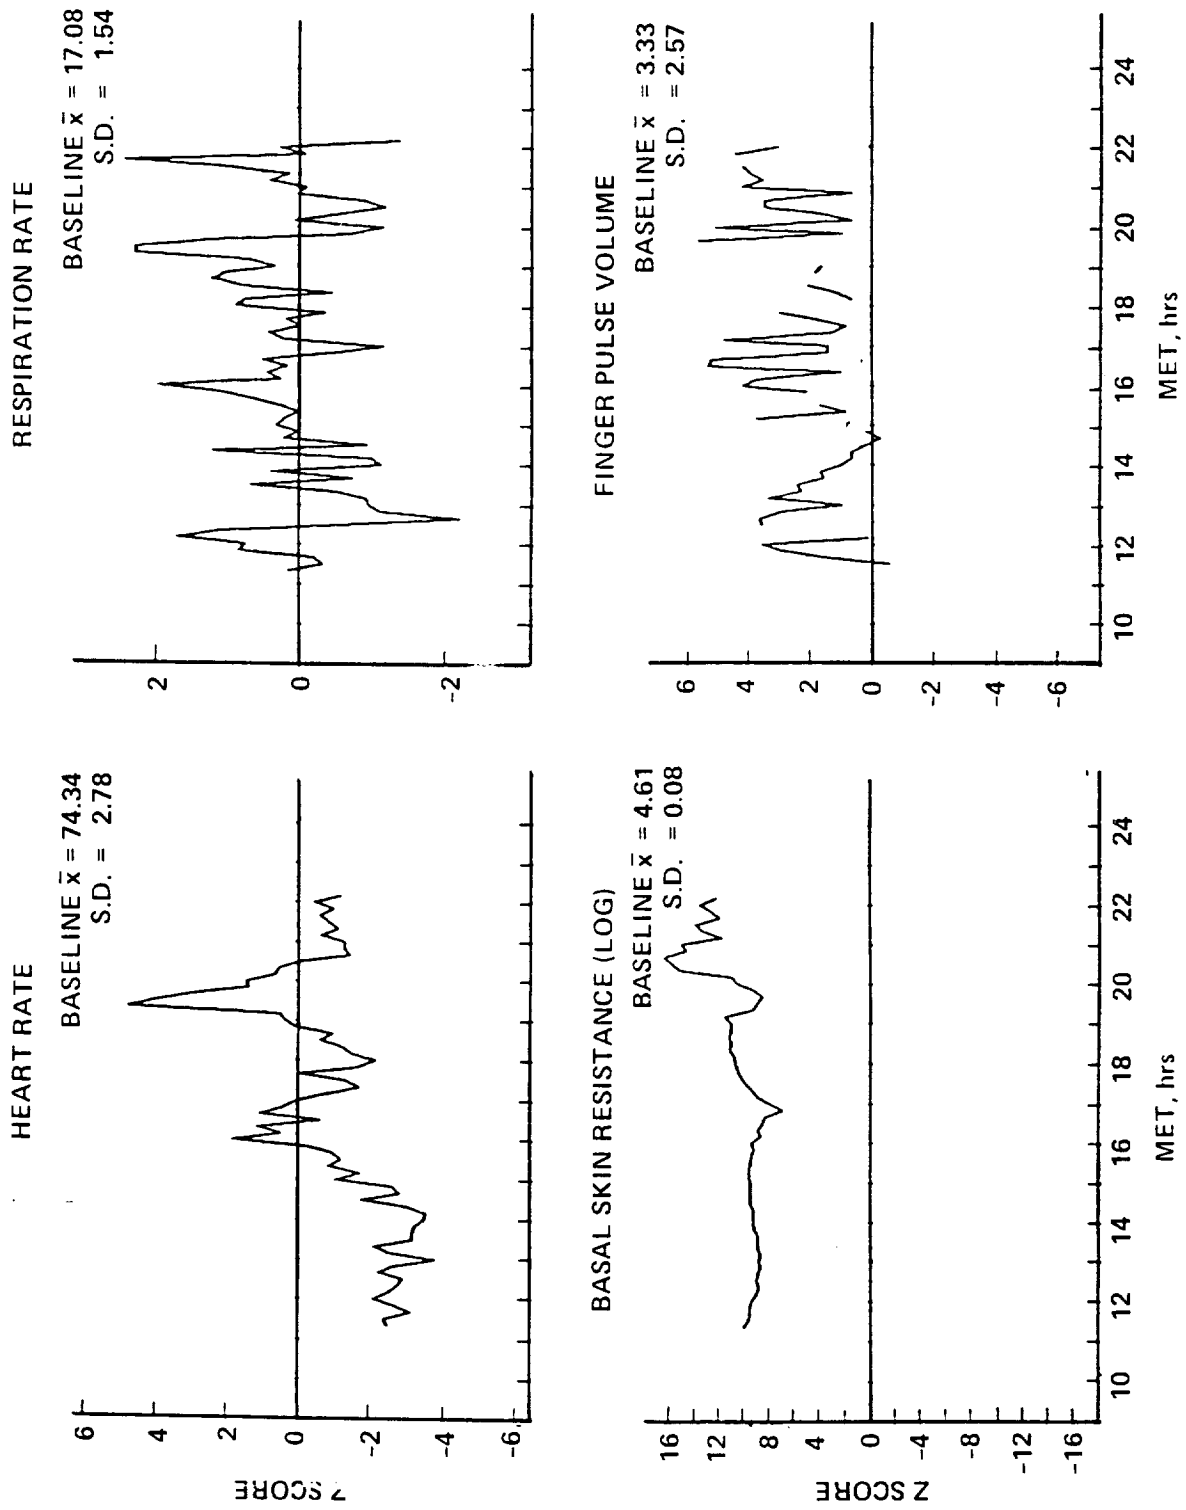 HEART RATE
BASELINE x̄ = 74.34
S.D. = 2.78
6
4
2
0
-2
-4
-6
Z SCORE
RESPIRATION RATE
BASELINE x̄ = 17.08
S.D. = 1.54
2
0
-2
BASAL SKIN RESISTANCE (LOG)
BASELINE x̄ = 4.61
S.D. = 0.08
16
12
8
4
0
-4
-8
-12
-16
Z SCORE
10 12 14 16 18 20 22 24
MET, hrs
FINGER PULSE VOLUME
BASELINE x̄ = 3.33
S.D. = 2.57
6
4
2
0
-2
-4
-6
10 12 14 16 18 20 22 24
MET, hrs